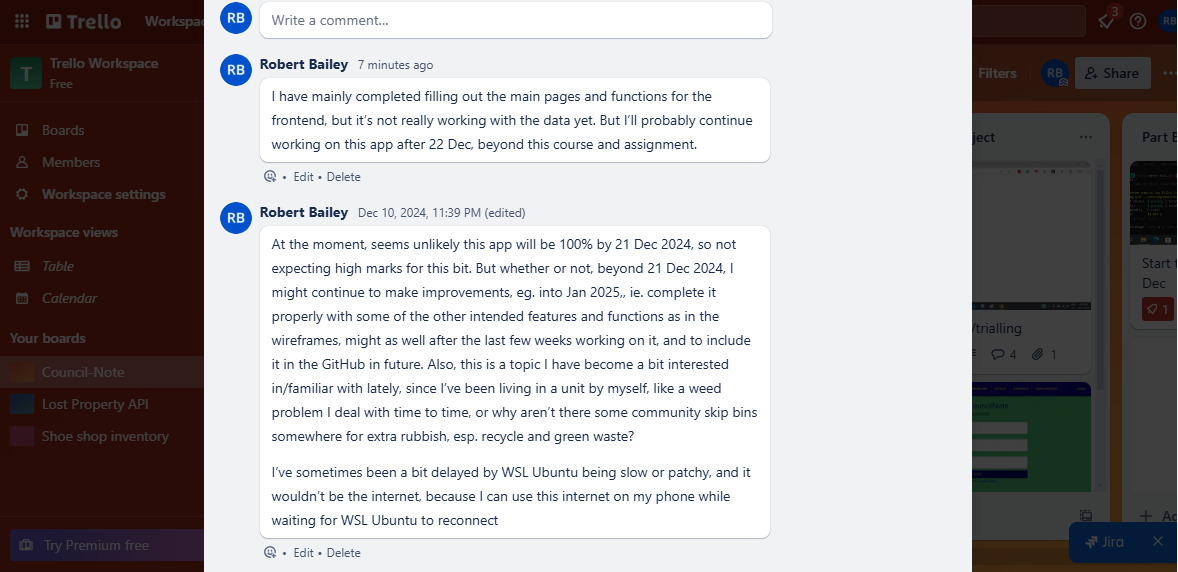 Trello
Workspac
RB
Write a comment…
3
RB
Trello Workspace
Free
T
Boards
Members
Workspace settings
Workspace views
Table
Calendar
Your boards
Council-Note
Lost Property API
Shoe shop inventory
Try Premium free
RB
Robert Bailey 7 minutes ago
I have mainly completed filling out the main pages and functions for the
frontend, but it’s not really working with the data yet. But I’ll probably continue
working on this app after 22 Dec, beyond this course and assignment.
• Edit • Delete
RB
Robert Bailey Dec 10, 2024, 11:39 PM (edited)
At the moment, seems unlikely this app will be 100% by 21 Dec 2024, so not
expecting high marks for this bit. But whether or not, beyond 21 Dec 2024, I
might continue to make improvements, eg. into Jan 2025,, ie. complete it
properly with some of the other intended features and functions as in the
wireframes, might as well after the last few weeks working on it, and to include
it in the GitHub in future. Also, this is a topic I have become a bit interested
in/familiar with lately, since I’ve been living in a unit by myself, like a weed
problem I deal with time to time, or why aren’t there some community skip bins
somewhere for extra rubbish, esp. recycle and green waste?
I’ve sometimes been a bit delayed by WSL Ubuntu being slow or patchy, and it
wouldn’t be the internet, because I can use this internet on my phone while
waiting for WSL Ubuntu to reconnect
• Edit • Delete
Filters
RB
Share
ject
Part B
Start t
Dec
1
/trialling
4
1
Ad
Jira